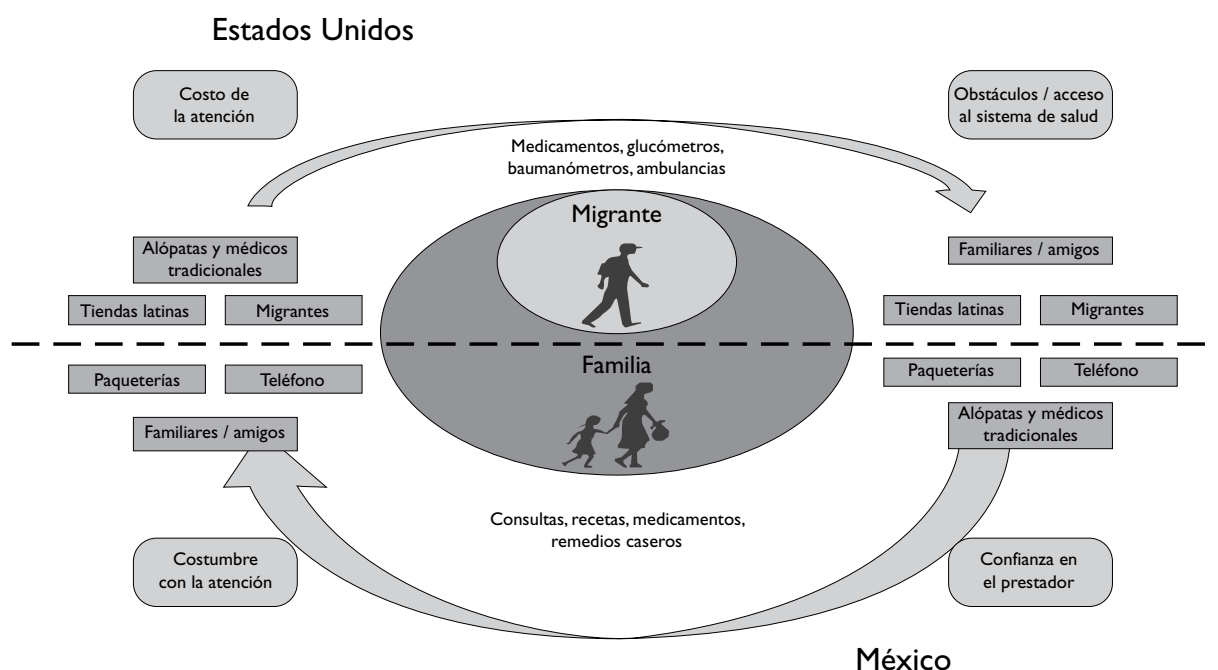 Estados Unidos
Costo de
la atención
Obstáculos / acceso
al sistema de salud
Medicamentos, glucómetros,
baumanómetros, ambulancias
Migrante
Alópatas y médicos
tradicionales
Familiares / amigos
Tiendas latinas
Migrantes
Tiendas latinas
Migrantes
Familia
Paqueterías
Teléfono
Paqueterías
Teléfono
Familiares / amigos
Alópatas y médicos
tradicionales
Consultas, recetas, medicamentos,
remedios caseros
Costumbre
con la atención
Confianza en
el prestador
México